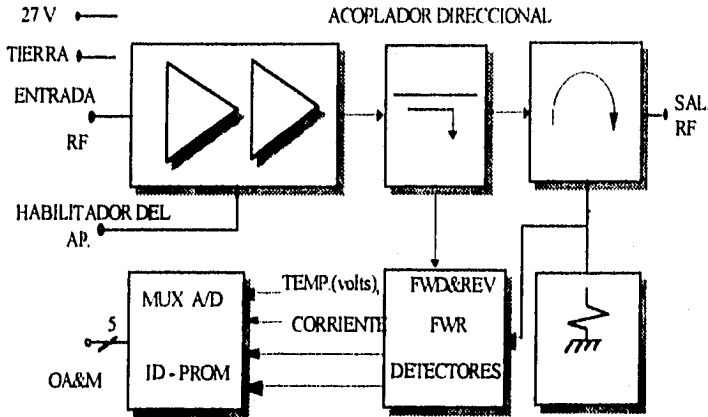 27 V
ACOPLADOR DIRECCIONAL
TIERRA
ENTRADA
RF
SAL.
RF
HABILITADOR DEL
AP.
MUX A/D
ID - PROM
TEMP.(volts),
CORRIENTE
FWD&REV
FWR
DETECTORES
5
OA&M